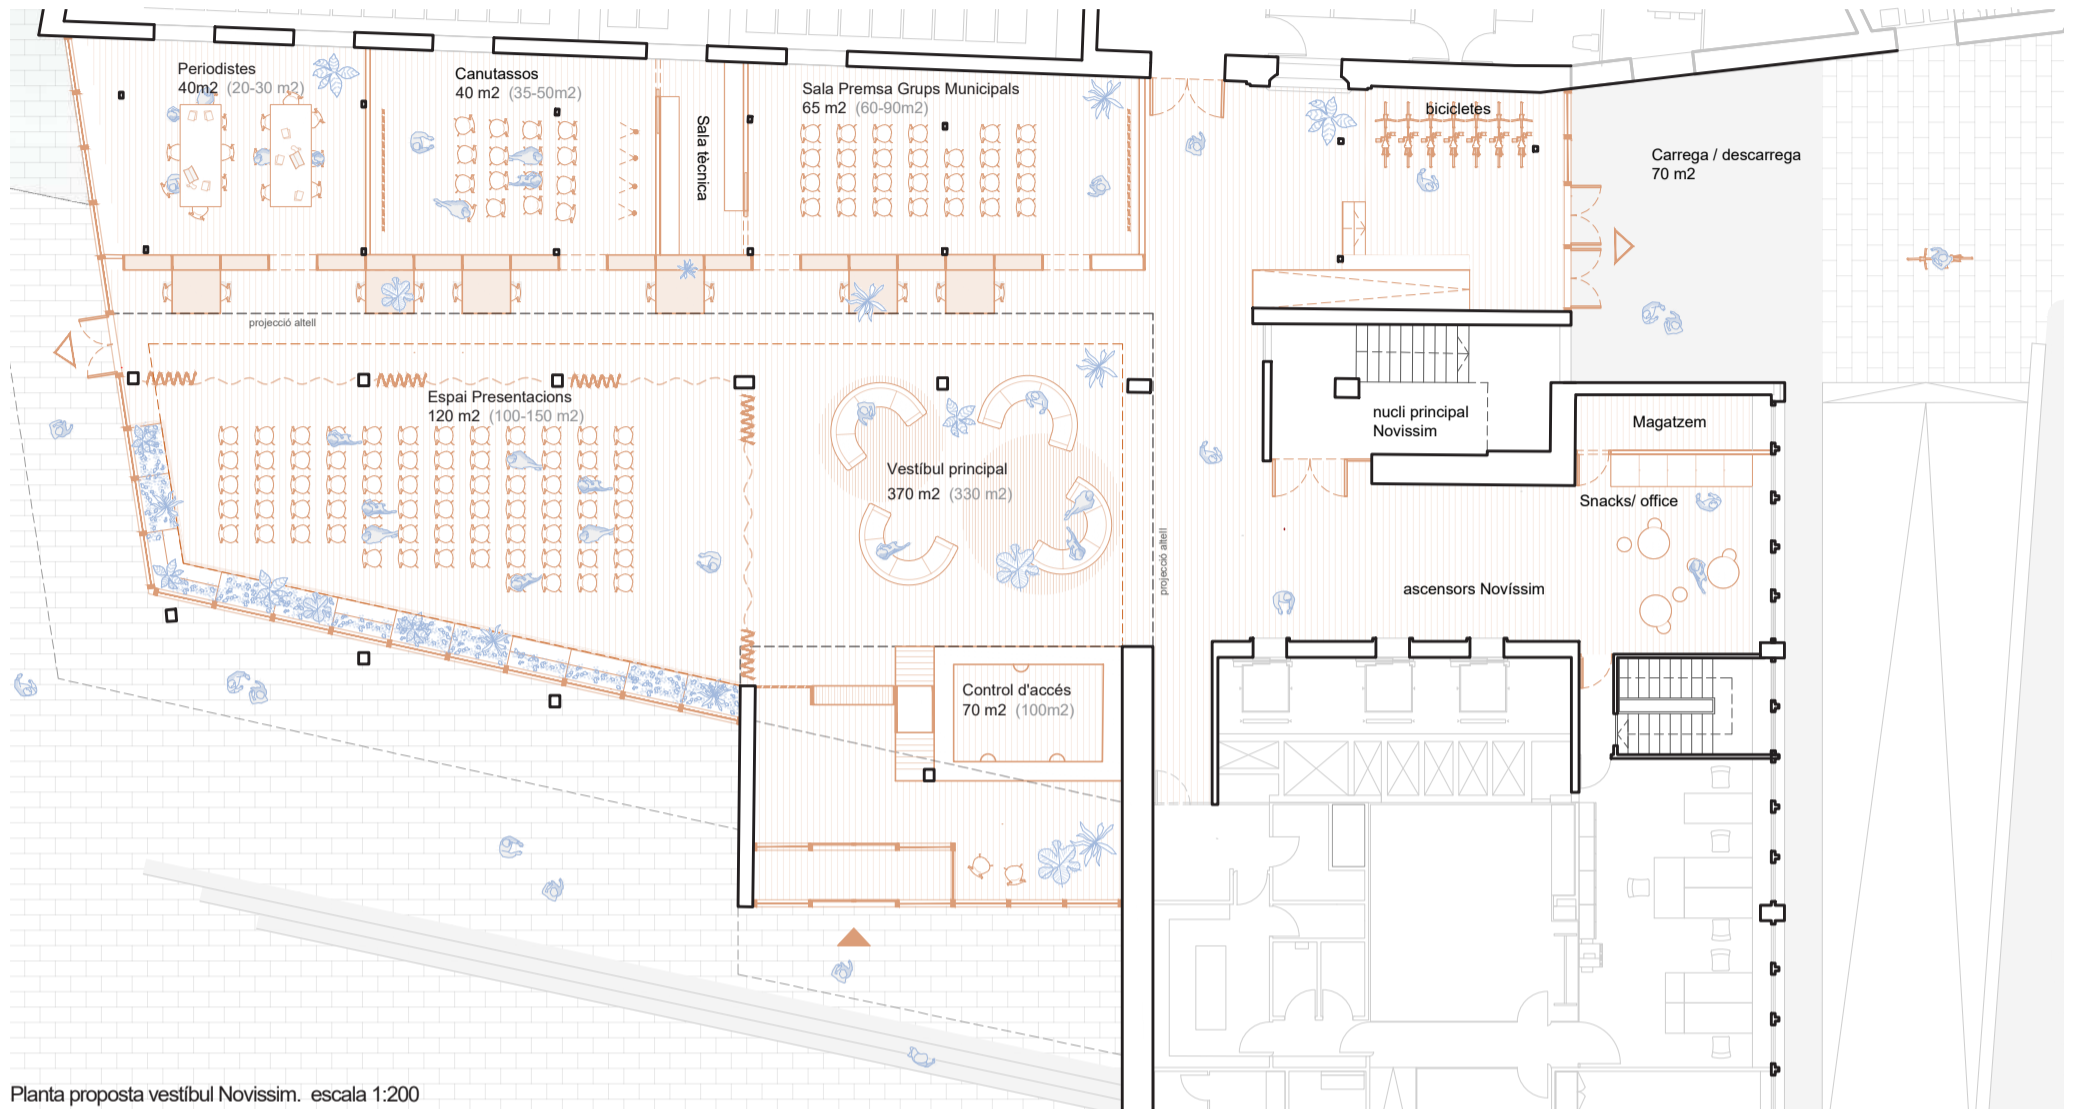 Periodistes
40m2 (20-30 m2)
Canutassos
40 m2 (35-50m2)
Sala tècnica
Sala Premsa Grups Municipals
65 m2 (60-90m2)
bicicletes
Carrega / descarrega
70 m2
projecció altell
Espai Presentacions
120 m2 (100-150 m2)
nucli principal
Novissim
Magatzem
Vestíbul principal
370 m2 (330 m2)
Snacks/ office
projecció altell
ascensors Novíssim
Control d'accés
70 m2 (100m2)
Planta proposta vestíbul Novissim. escala 1:200